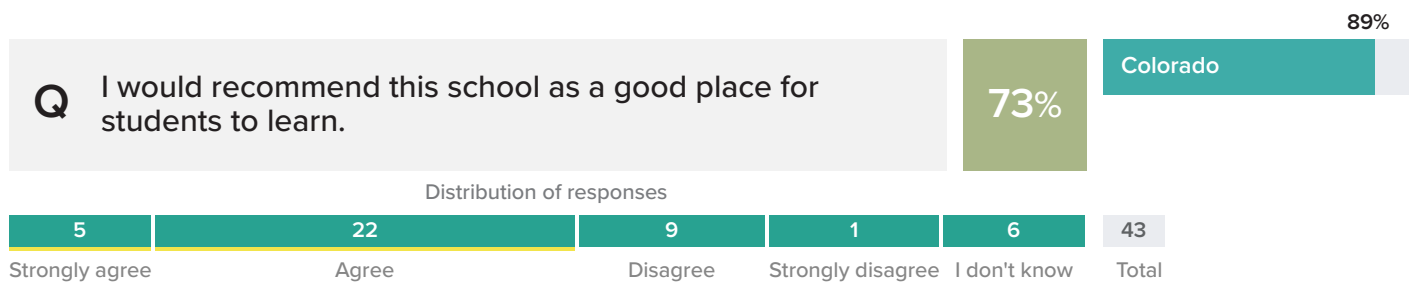 89%
Q
I would recommend this school as a good place for
students to learn.
73%
Colorado
Distribution of responses
5 22 9 1 6 43
Strongly agree Agree Disagree Strongly disagree I don't know Total